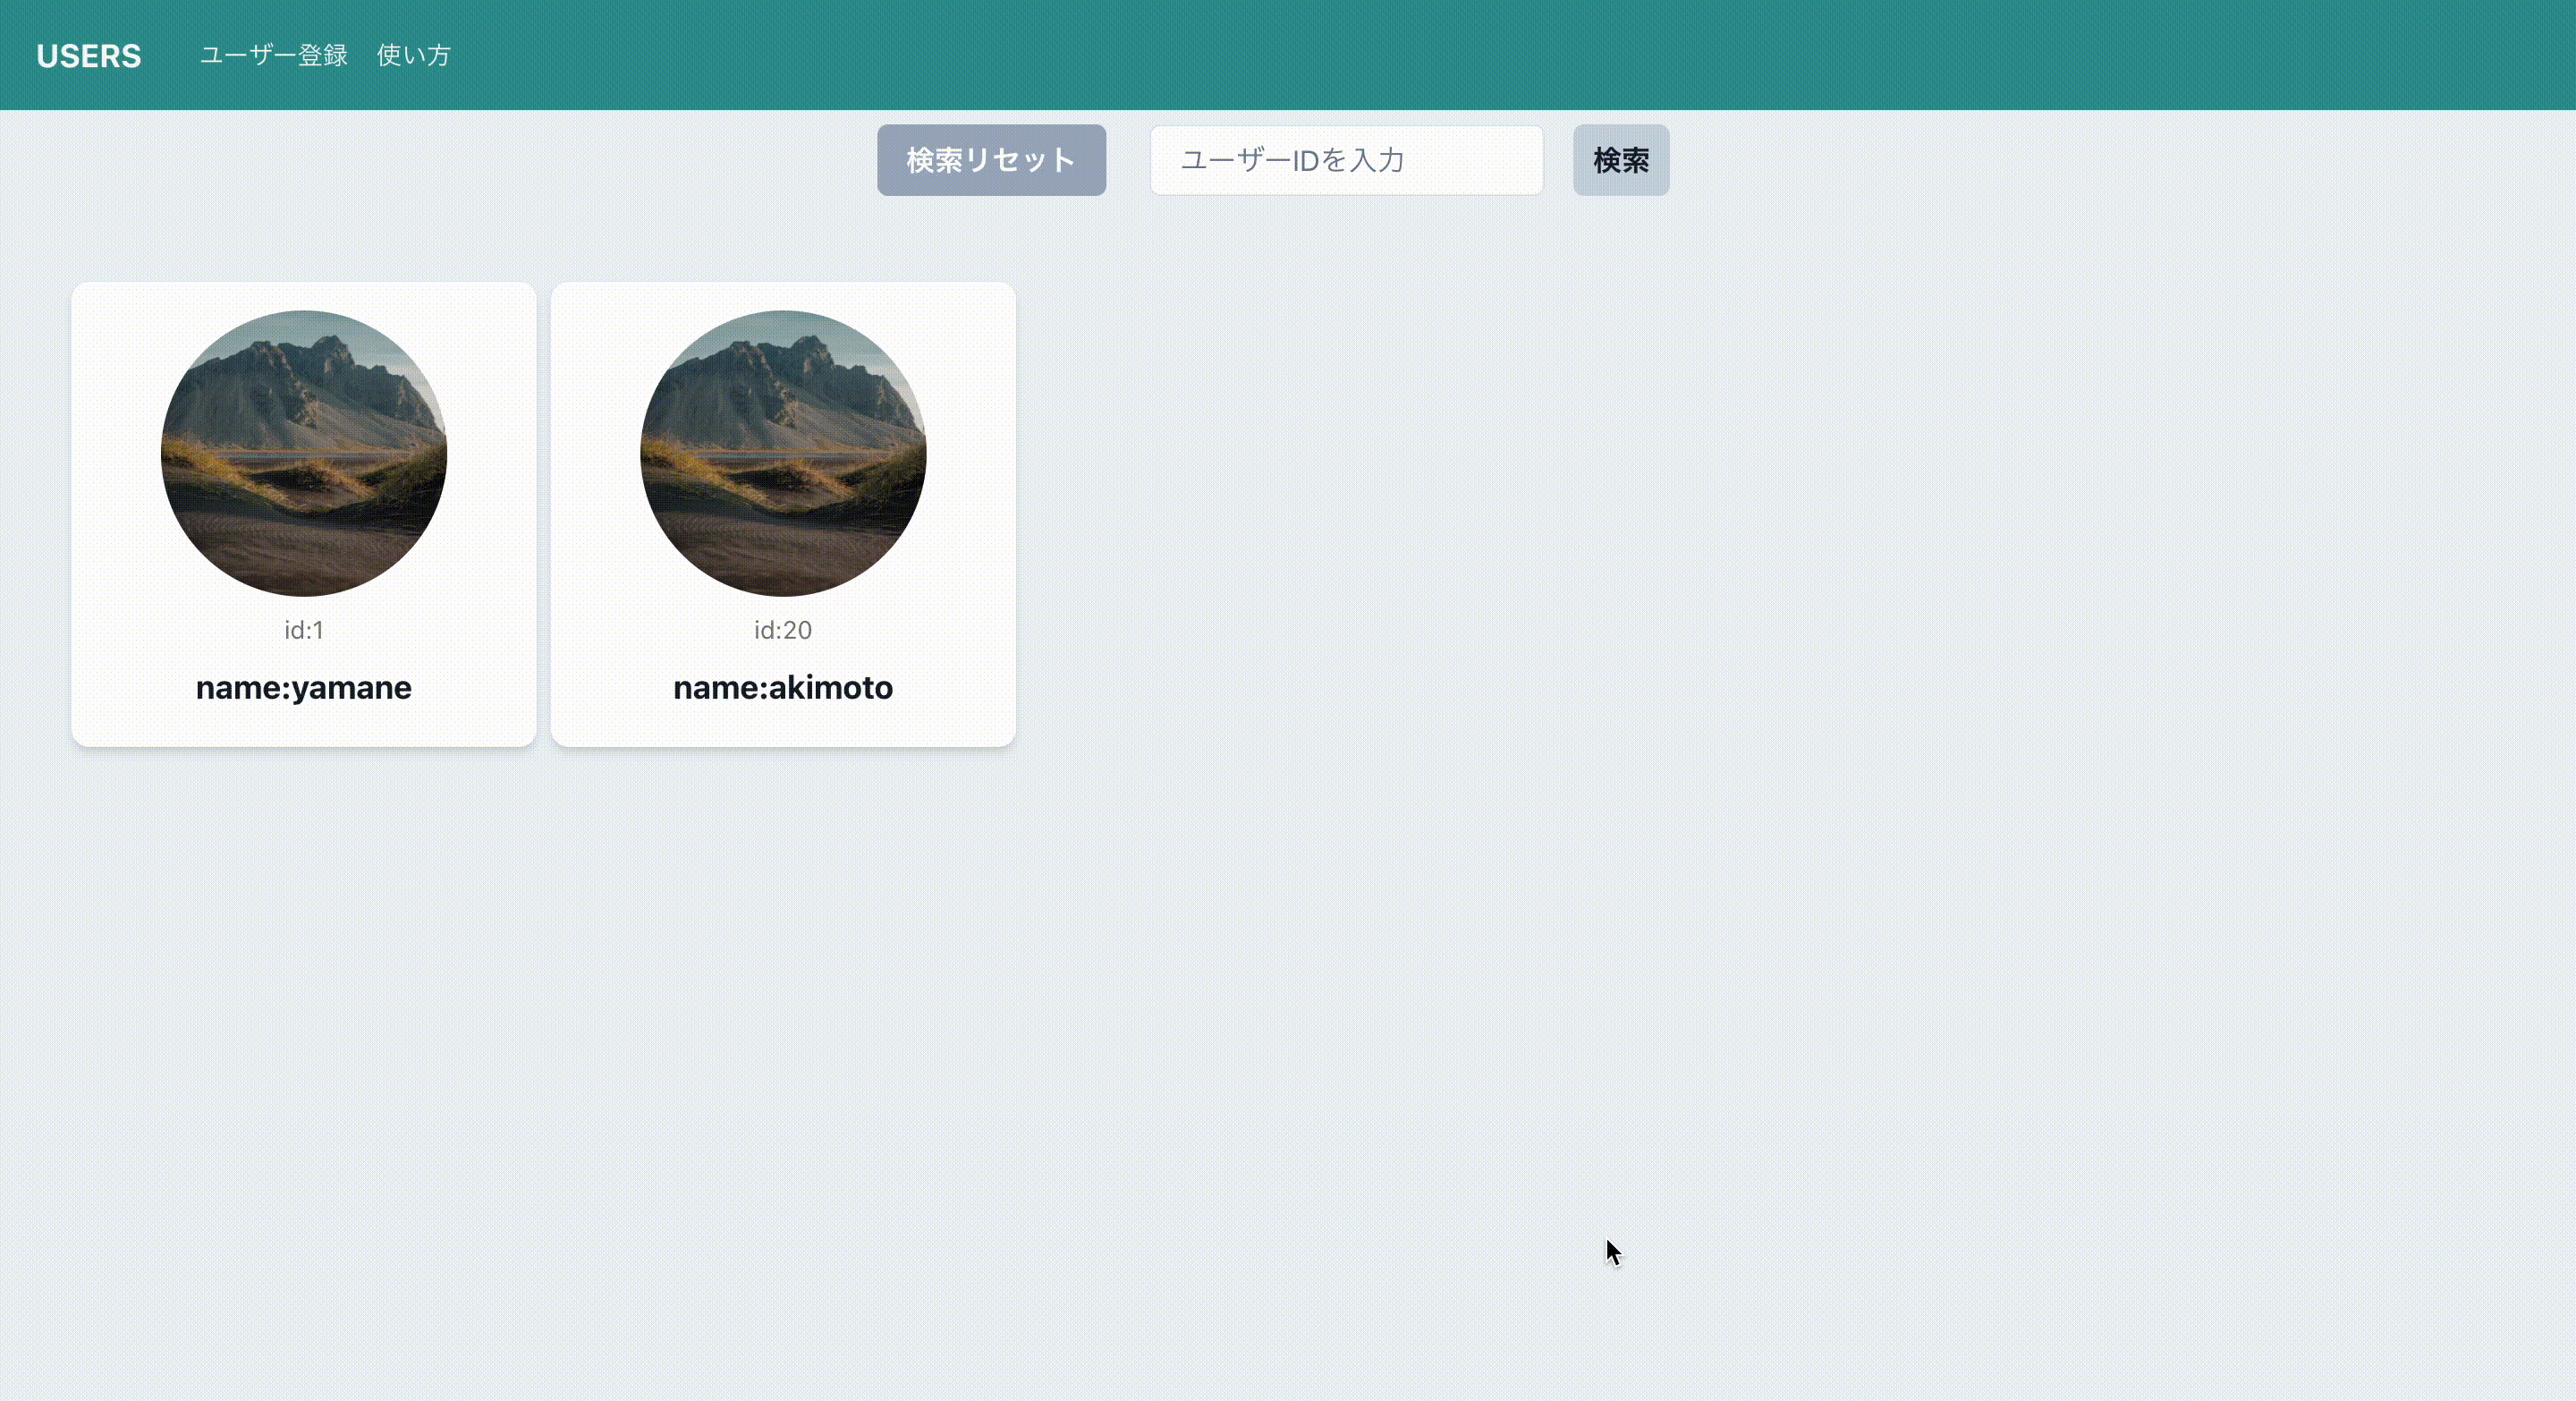 USERS ユーザー登録 使い方
検索リセット ユーザーIDを入力 検索
id:1
name:yamane
id:20
name:akimoto